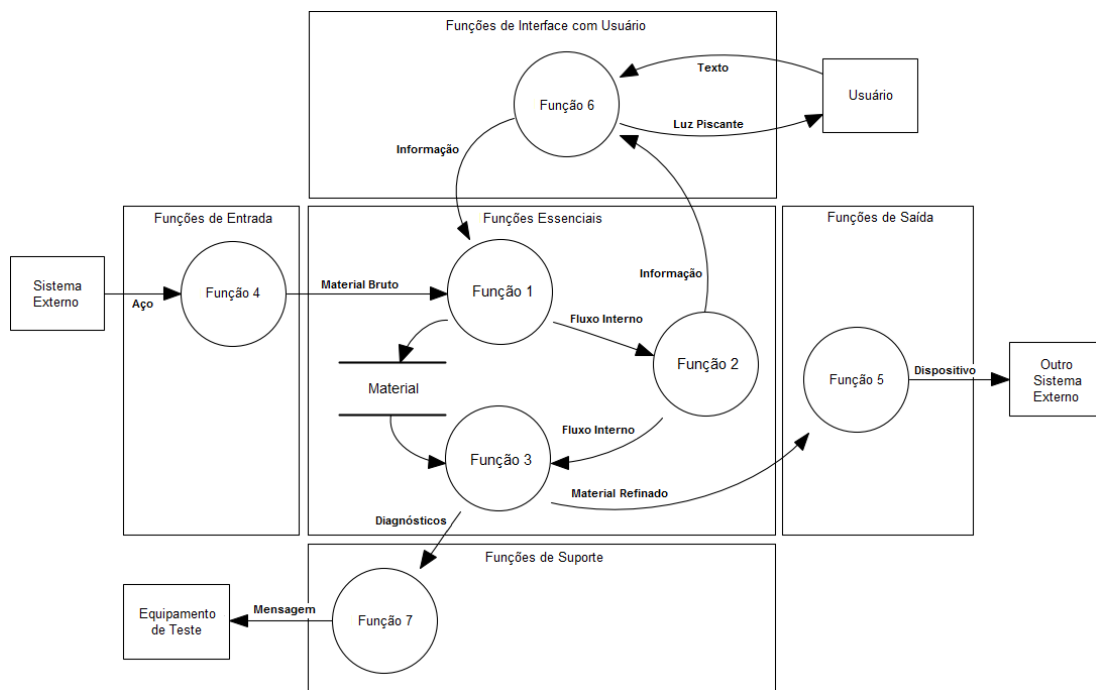 Funções de Interface com Usuário
Texto
Função 6
Usuário
Luz Piscante
Informação
Funções de Entrada
Funções Essenciais
Funções de Saída
Sistema
Externo
Aço
Função 4
Material Bruto
Função 1
Informação
Fluxo Interno
Função 2
Material
Função 5
Dispositivo
Outro
Sistema
Externo
Fluxo Interno
Função 3
Material Refinado
Diagnósticos
Funções de Suporte
Equipamento
de Teste
Mensagem
Função 7